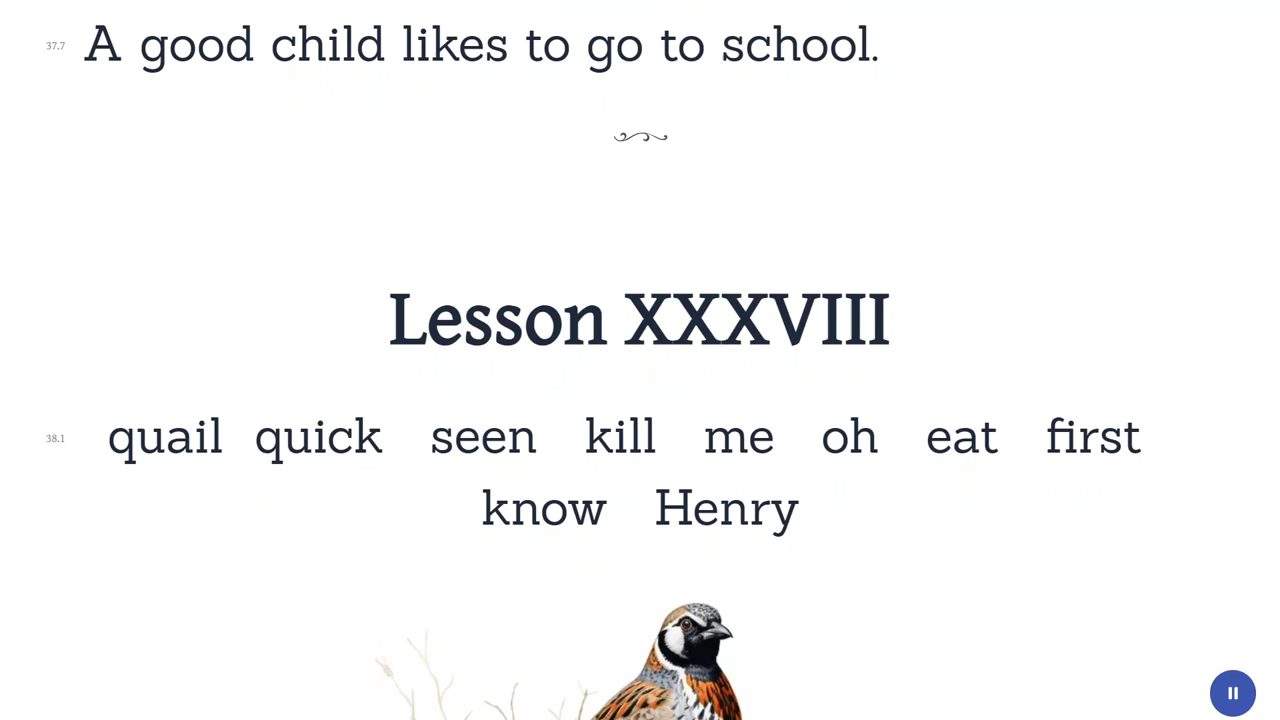 37.7 A good child likes to go to school.
Lesson XXXVIII
38.1 quail quick seen kill me oh eat first
know Henry